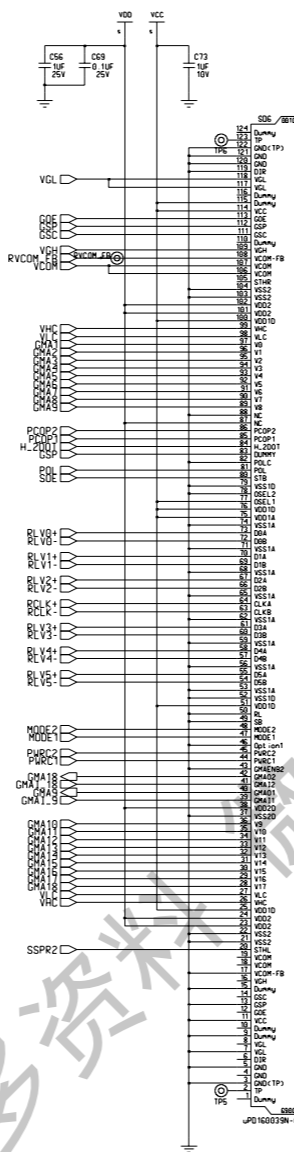 VDD VCC
C56 C69 C73
1UF 0.1UF 1UF
25V 25V 10V
SD6
124 Dummy
TP6 123 TP
122 GND(TP)
121 GND
120 GND
119 DIR
VGL 118 VGL
117 VGL
116 Dummy
115 Dummy
114 VCC
GOE 113 GOE
GSP 112 GSP
GSC 111 GSC
110 Dummy
VGH 109 VGH
RVCOM_FB RVCOM_FB 108 VCOM-FB
VCOM 107 VCOM
106 VCOM
105 STHR
104 VSS2
103 VSS2
102 VDD2
101 VDD2
100 VDD1D
VHC 99 VHC
VLC 98 VLC
GMA1 97 V0
GMA2 96 V1
GMA3 95 V2
GMA4 94 V3
GMA5 93 V4
GMA6 92 V5
GMA7 91 V6
GMA8 90 V7
GMA9 89 V8
88 NC
87 NC
PCOP2 86 PCOP2
PCOP1 85 PCOP1
H_2DOT 84 H_2DOT
GSP 83 DUMMY
82 POLC
POL 81 POL
SOE 80 STB
79 VSS1D
78 OSEL2
77 OSEL1
76 VDD1D
75 VDD1A
74 VSS1A
RLV0+ 73 D0A
RLV0- 72 D0B
71 VSS1A
RLV1+ 70 D1A
RLV1- 69 D1B
68 VSS1A
RLV2+ 67 D2A
RLV2- 66 D2B
65 VSS1A
RCLK+ 64 CLKA
RCLK- 63 CLKB
62 VSS1A
RLV3+ 61 D3A
RLV3- 60 D3B
59 VSS1A
RLV4+ 58 D4A
RLV4- 57 D4B
56 VSS1A
RLV5+ 55 D5A
RLV5- 54 D5B
53 VSS1A
52 VSS1D
51 VDD1D
50 RL
49 SB
MODE2 48 MODE2
MODE1 47 MODE1
46 Option1
PWRC2 45 PWRC2
PWRC1 44 PWRC1
43 GMAENB2
GMA18 42 GMAO2
GMAI_18 41 GMAI2
GMA9 40 GMAO1
GMAI_9 39 GMAI1
38 VDD2D
37 VSS2D
GMA10 36 V9
GMA11 35 V10
GMA12 34 V11
GMA13 33 V12
GMA14 32 V13
GMA15 31 V14
GMA16 30 V15
GMA17 29 V16
GMA18 28 V17
VLC 27 VLC
VHC 26 VHC
25 VDD1D
24 VDD2
23 VDD2
22 VSS2
21 VSS2
SSPR2 20 STHL
19 VCOM
18 VCOM
17 VCOM-FB
16 VGH
15 Dummy
14 GSC
13 GSP
12 GOE
11 VCC
10 Dummy
9 Dummy
8 VGL
7 VGL
6 DIR
5 GND
4 GND
3 GND(TP)
TP5 2 TP
1 Dummy
uPD160039N-
多资料